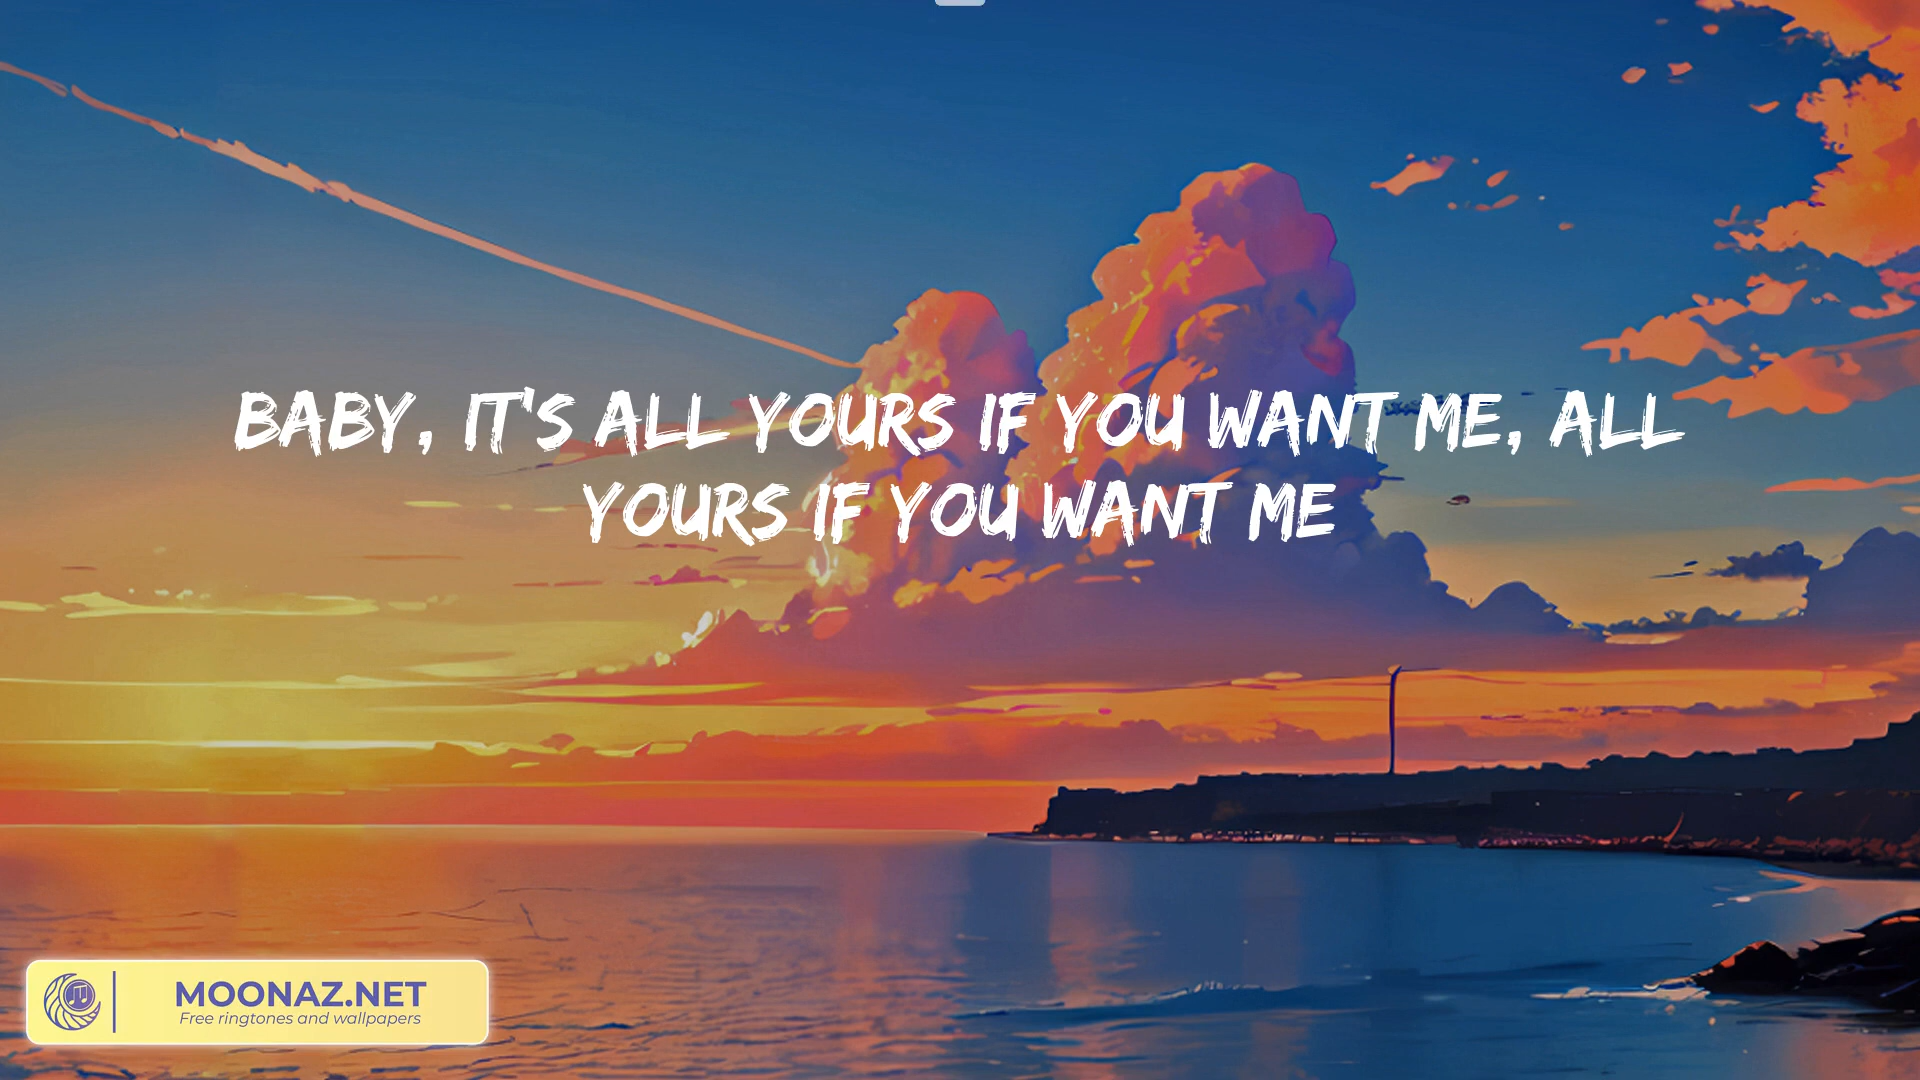 BABY, IT'S ALL YOURS IF YOU WANT ME, ALL
YOURS IF YOU WANT ME
MOONAZ.NET
Free ringtones and wallpapers